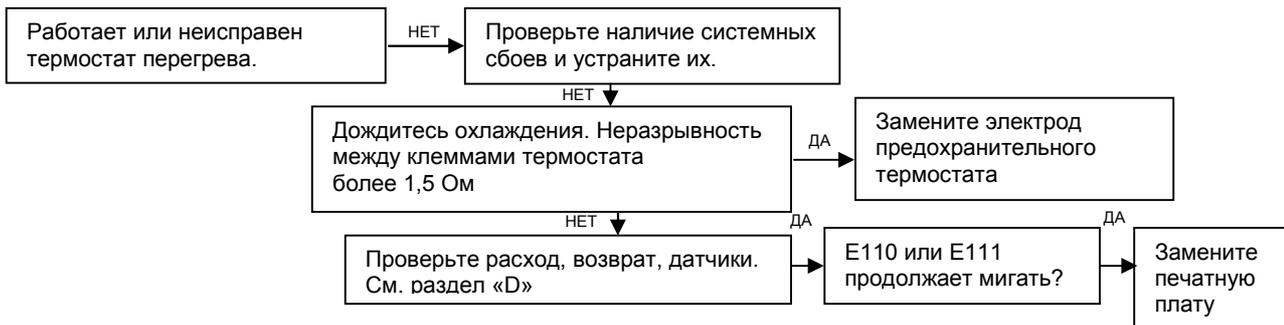 Работает или неисправен
термостат перегрева.
НЕТ
Проверьте наличие системных
сбоев и устраните их.
НЕТ
Дождитесь охлаждения. Неразрывность
между клеммами термостата
более 1,5 Ом
ДА
Замените электрод
предохранительного
термостата
НЕТ
Проверьте расход, возврат, датчики.
См. раздел «D»
ДА
E110 или E111
продолжает мигать?
ДА
Замените
печатную
плату